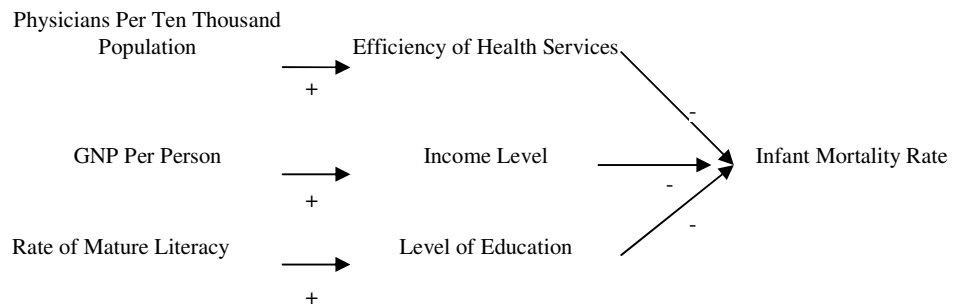 Physicians Per Ten Thousand
Population
Efficiency of Health Services
+
-
GNP Per Person
Income Level
Infant Mortality Rate
+
-
-
Rate of Mature Literacy
Level of Education
+